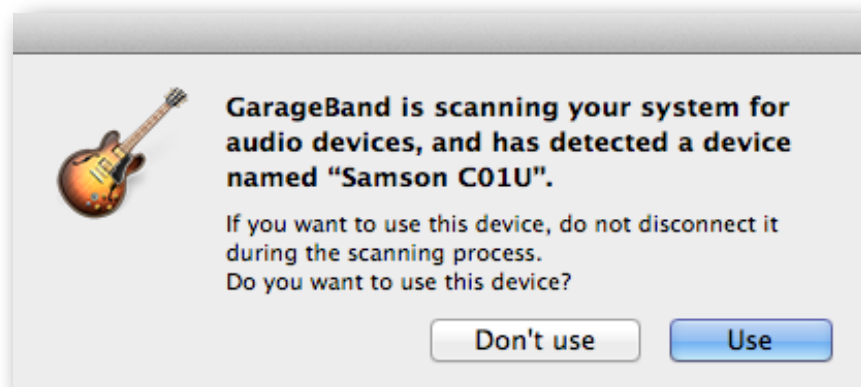 GarageBand is scanning your system for
audio devices, and has detected a device
named “Samson C01U”.
If you want to use this device, do not disconnect it
during the scanning process.
Do you want to use this device?
Don't use
Use